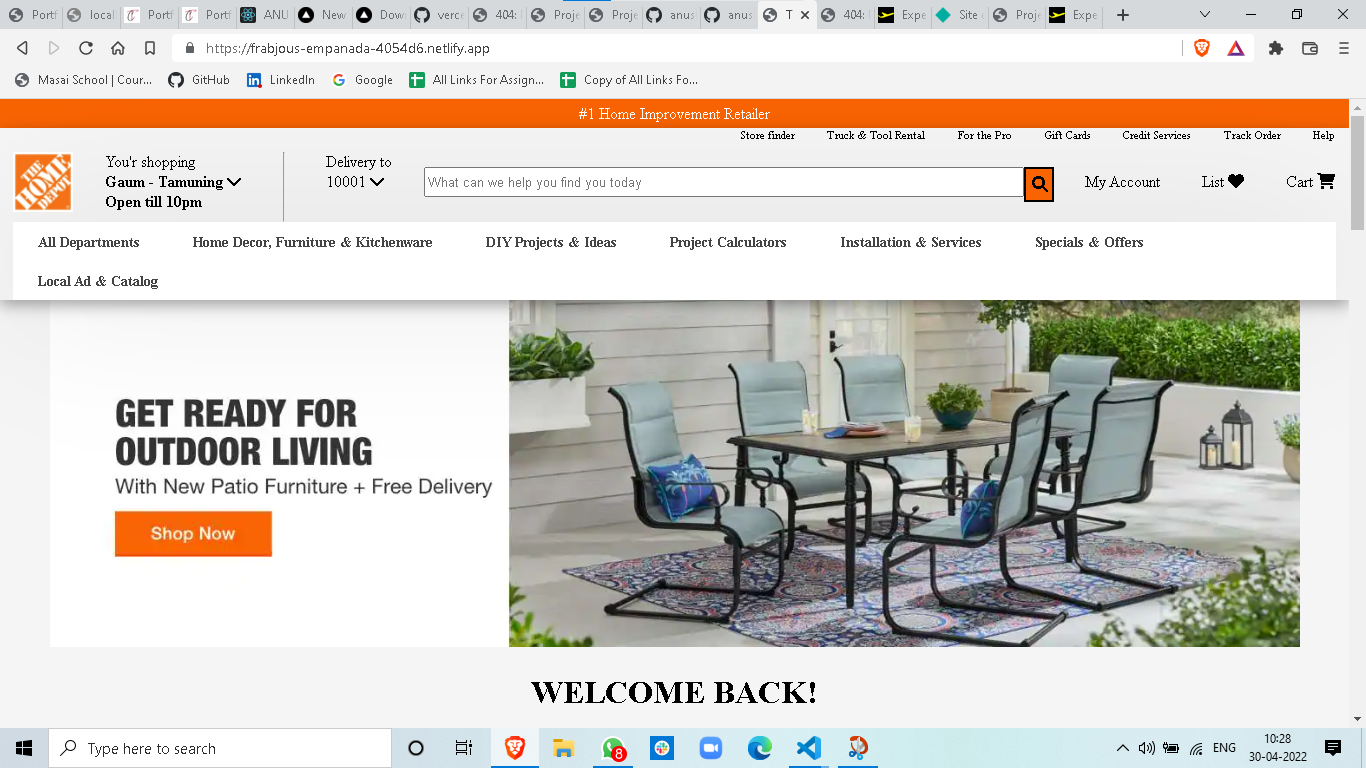 Portf
local
Portf
Portf
ANU
New
Dow
verce
404:
Proje
Proje
anus
anus
T
404:
Expe
Site
Proje
Expe
https://frabjous-empanada-4054d6.netlify.app
Masai School | Cour...
GitHub
LinkedIn
Google
All Links For Assign...
Copy of All Links Fo...
#1 Home Improvement Retailer
Store finder
Truck & Tool Rental
For the Pro
Gift Cards
Credit Services
Track Order
Help
THE HOME DEPOT
You'r shopping
Gaum - Tamuning
Open till 10pm
Delivery to
10001
What can we help you find you today
My Account
List
Cart
All Departments
Home Decor, Furniture & Kitchenware
DIY Projects & Ideas
Project Calculators
Installation & Services
Specials & Offers
Local Ad & Catalog
GET READY FOR
OUTDOOR LIVING
With New Patio Furniture + Free Delivery
Shop Now
WELCOME BACK!
Type here to search
8
ENG
10:28
30-04-2022